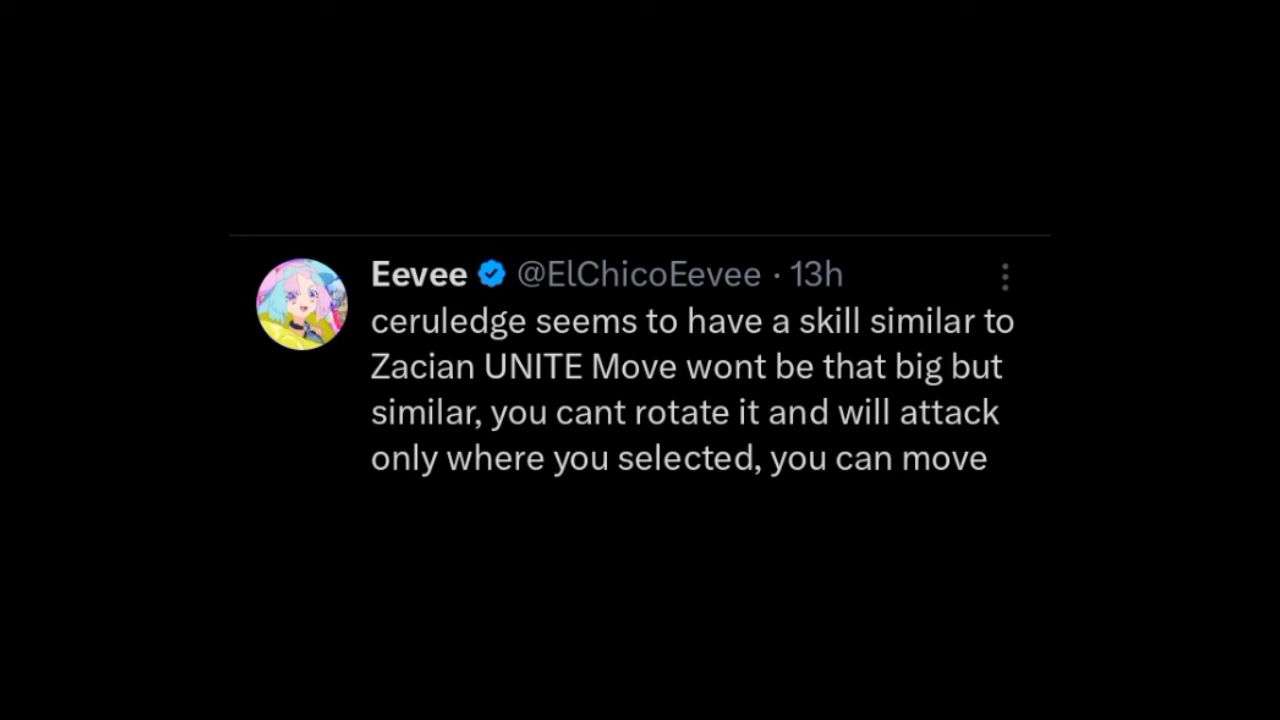 Eevee @ElChicoEevee · 13h
ceruledge seems to have a skill similar to
Zacian UNITE Move wont be that big but
similar, you cant rotate it and will attack
only where you selected, you can move